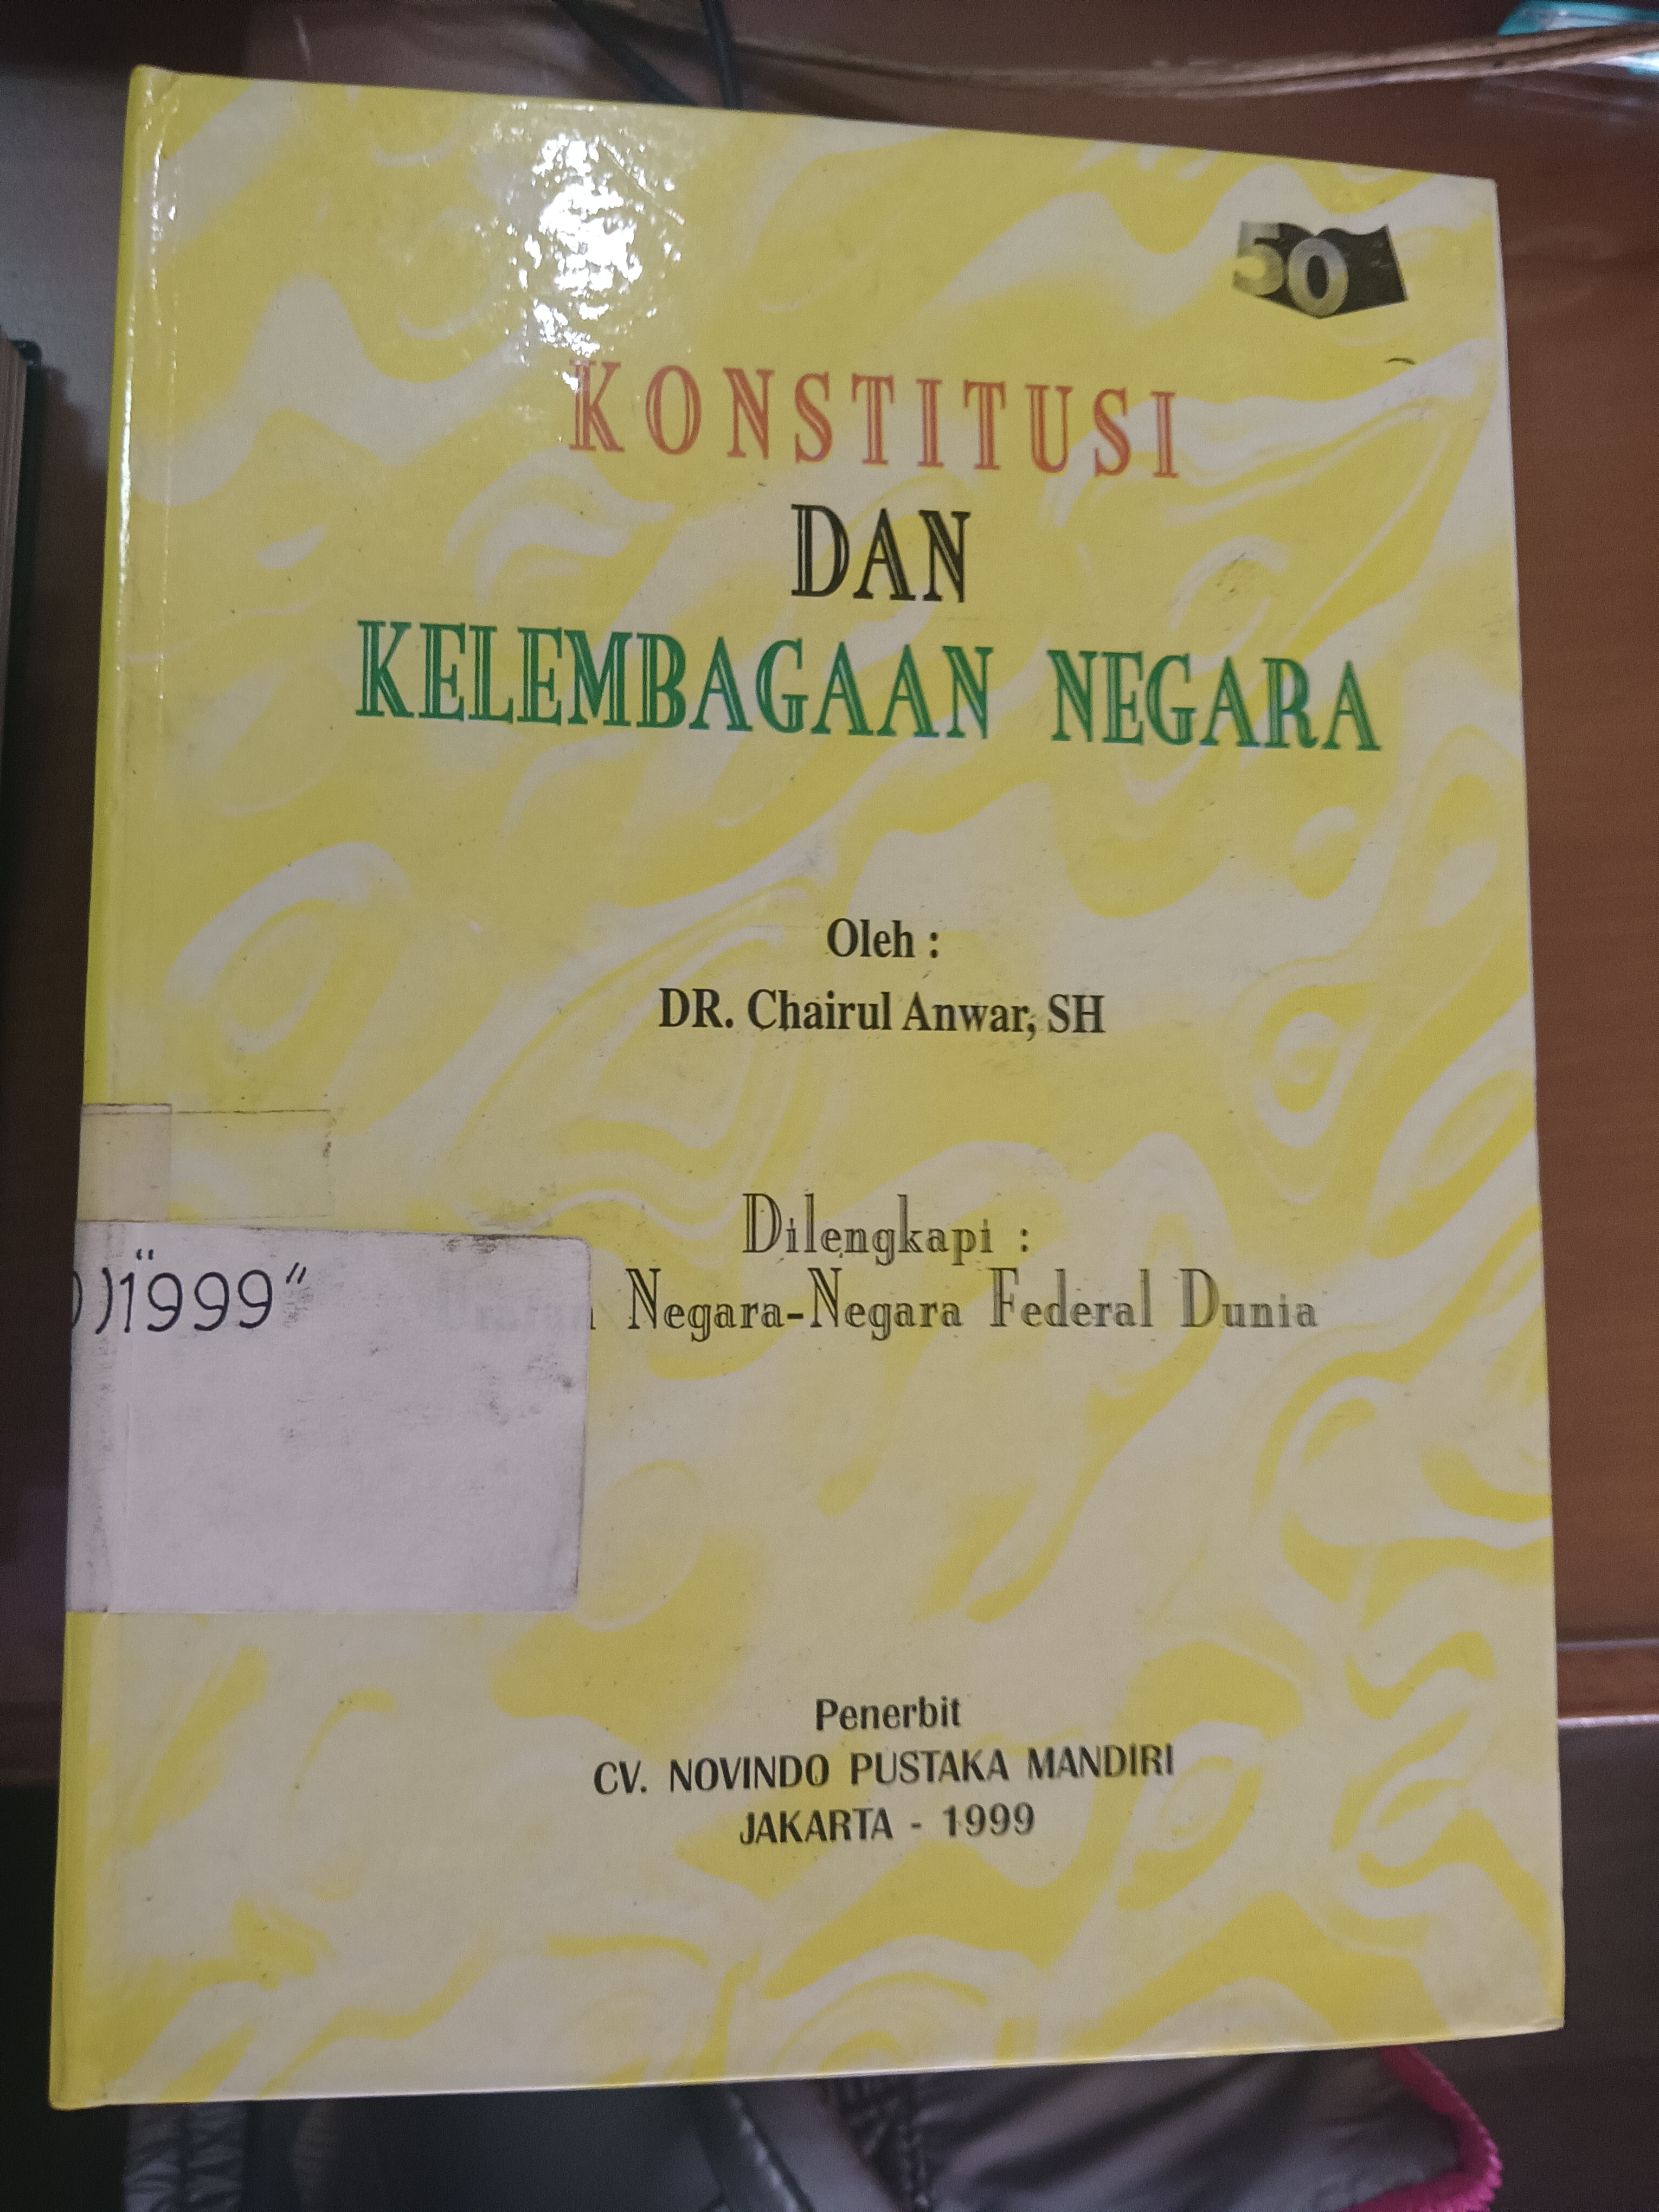 50
KONSTITUSI
DAN
KELEMBAGAAN NEGARA
Oleh :
DR. Chairul Anwar, SH
Dilengkapi :
Negara-Negara Federal Dunia
)1999"
Penerbit
CV. NOVINDO PUSTAKA MANDIRI
JAKARTA - 1999